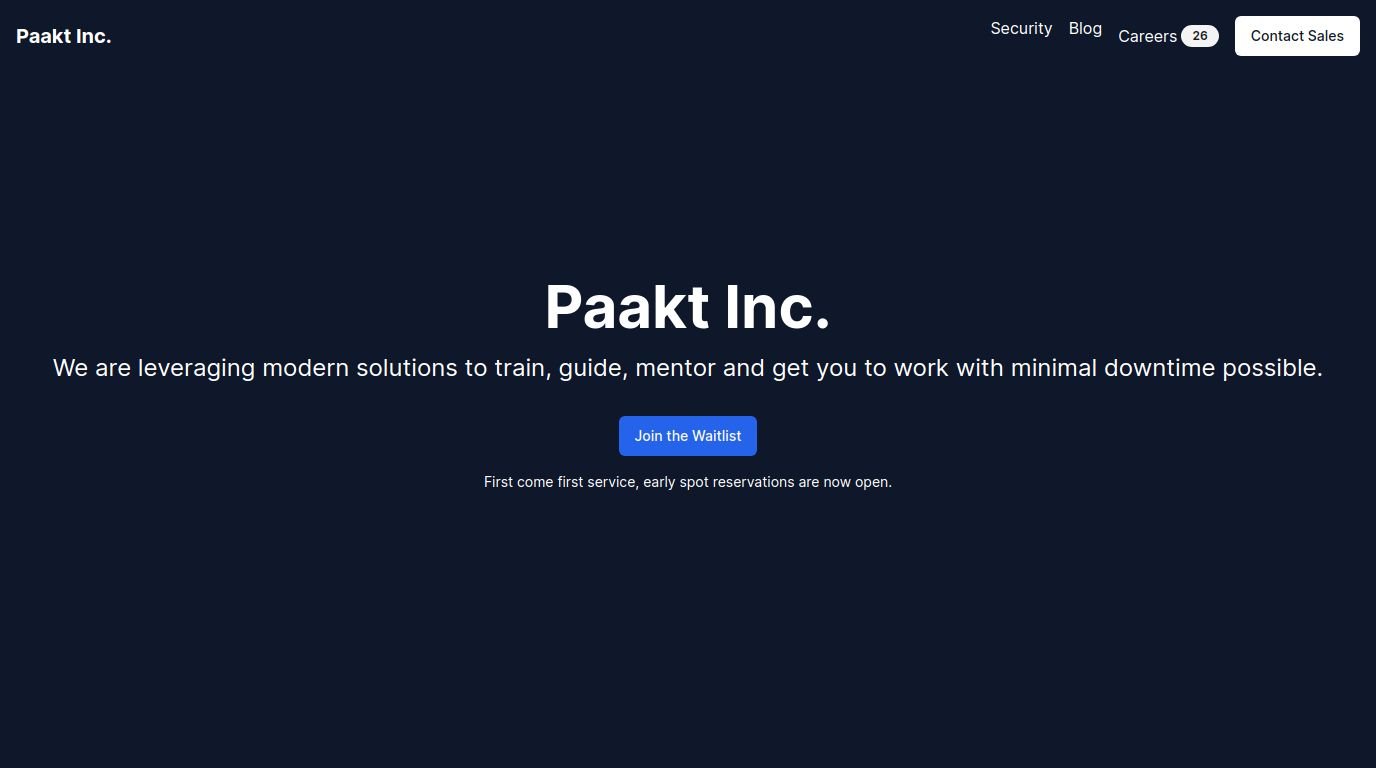 Paakt Inc.
Security
Blog
Careers 26
Contact Sales
Paakt Inc.
We are leveraging modern solutions to train, guide, mentor and get you to work with minimal downtime possible.
Join the Waitlist
First come first service, early spot reservations are now open.